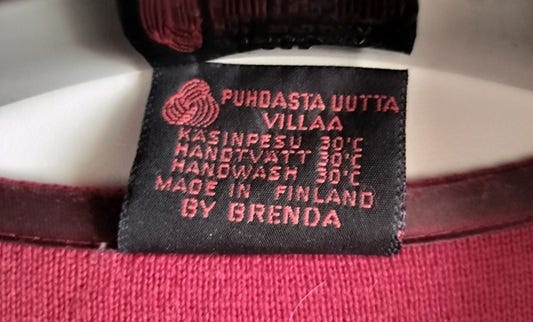 PUHDASTA UUTTA
VILLAA
KÄSINPESU 30°C
HANDTVÄTT 30°C
HANDWASH 30°C
MADE IN FINLAND
BY BRENDA